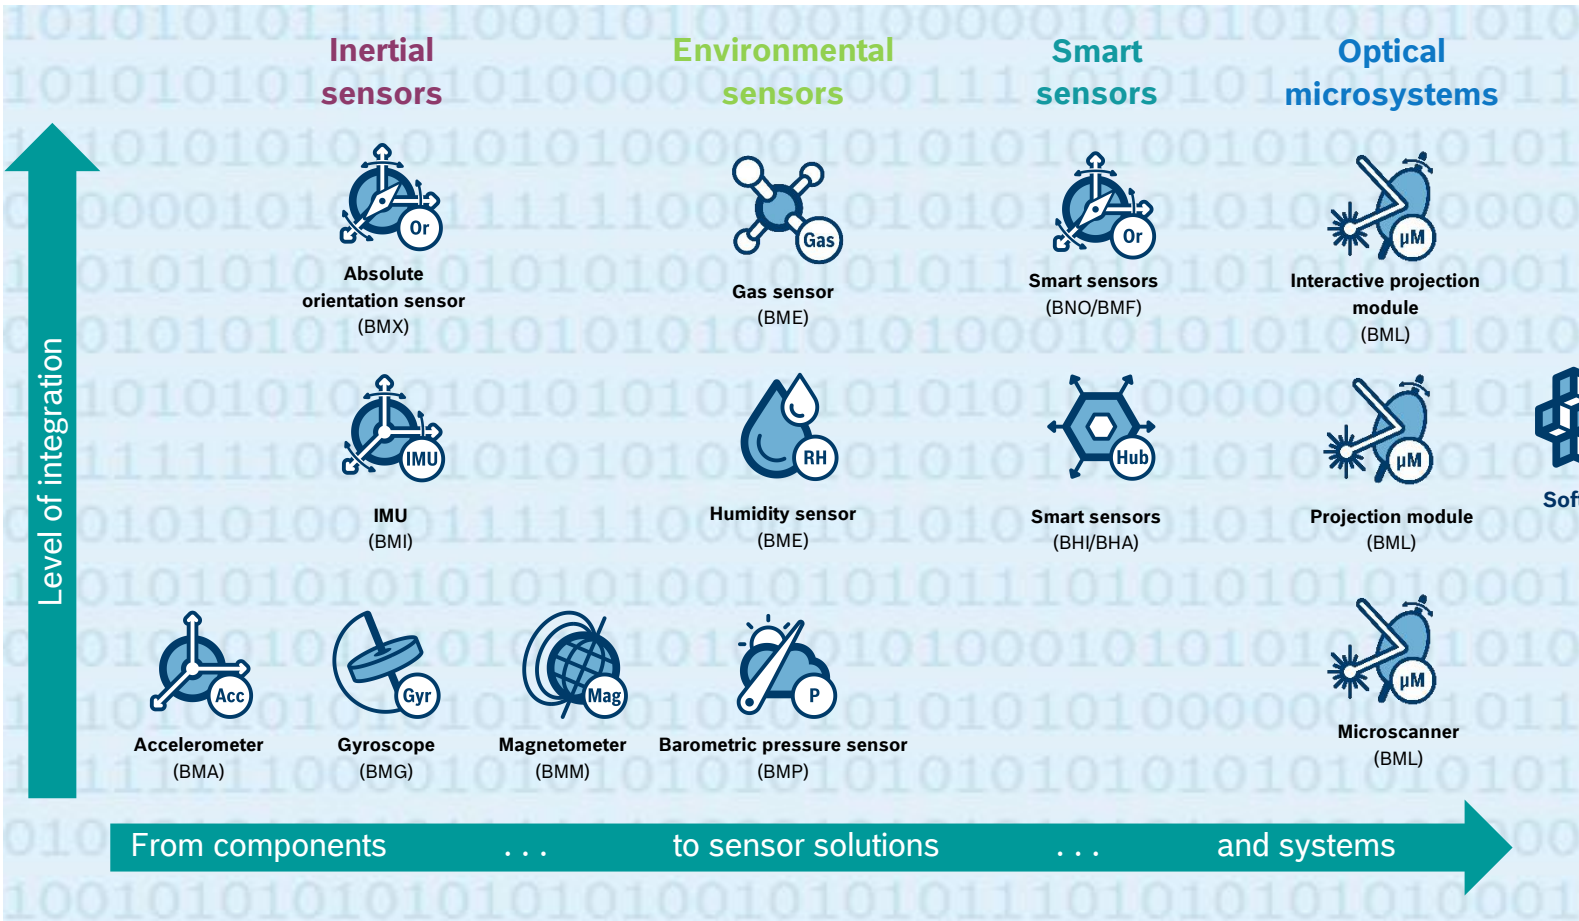 Inertial
sensors
Environmental
sensors
Smart
sensors
Optical
microsystems
Level of integration
Or
Absolute
orientation sensor
(BMX)
Gas
Gas sensor
(BME)
Or
Smart sensors
(BNO/BMF)
µM
Interactive projection
module
(BML)
IMU
IMU
(BMI)
RH
Humidity sensor
(BME)
Hub
Smart sensors
(BHI/BHA)
µM
Projection module
(BML)
Acc
Accelerometer
(BMA)
Gyr
Gyroscope
(BMG)
Mag
Magnetometer
(BMM)
P
Barometric pressure sensor
(BMP)
µM
Microscanner
(BML)
From components ... to sensor solutions ... and systems